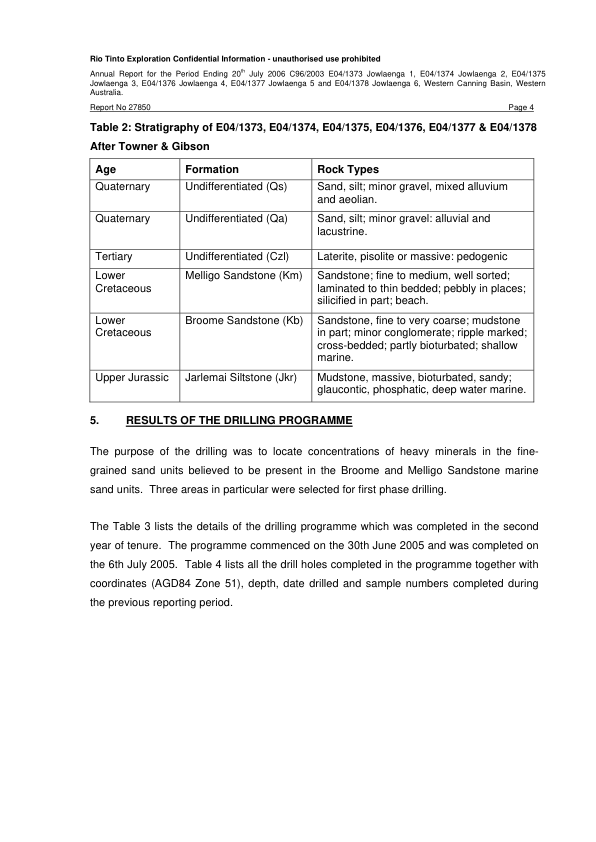 Rio Tinto Exploration Confidential Information - unauthorised use prohibited
Annual Report for the Period Ending 20th July 2006 C96/2003 E04/1373 Jowlaenga 1, E04/1374 Jowlaenga 2, E04/1375
Jowlaenga 3, E04/1376 Jowlaenga 4, E04/1377 Jowlaenga 5 and E04/1378 Jowlaenga 6, Western Canning Basin, Western
Australia.
Report No 27850 Page 4
Table 2: Stratigraphy of E04/1373, E04/1374, E04/1375, E04/1376, E04/1377 & E04/1378
After Towner & Gibson
Age Formation Rock Types
Quaternary Undifferentiated (Qs) Sand, silt; minor gravel, mixed alluvium
and aeolian.
Quaternary Undifferentiated (Qa) Sand, silt; minor gravel: alluvial and
lacustrine.
Tertiary Undifferentiated (Czl) Laterite, pisolite or massive: pedogenic
Lower Melligo Sandstone (Km) Sandstone; fine to medium, well sorted;
Cretaceous laminated to thin bedded; pebbly in places;
silicified in part; beach.
Lower Broome Sandstone (Kb) Sandstone, fine to very coarse; mudstone
Cretaceous in part; minor conglomerate; ripple marked;
cross-bedded; partly bioturbated; shallow
marine.
Upper Jurassic Jarlemai Siltstone (Jkr) Mudstone, massive, bioturbated, sandy;
glaucontic, phosphatic, deep water marine.
5. RESULTS OF THE DRILLING PROGRAMME
The purpose of the drilling was to locate concentrations of heavy minerals in the fine-
grained sand units believed to be present in the Broome and Melligo Sandstone marine
sand units. Three areas in particular were selected for first phase drilling.
The Table 3 lists the details of the drilling programme which was completed in the second
year of tenure. The programme commenced on the 30th June 2005 and was completed on
the 6th July 2005. Table 4 lists all the drill holes completed in the programme together with
coordinates (AGD84 Zone 51), depth, date drilled and sample numbers completed during
the previous reporting period.